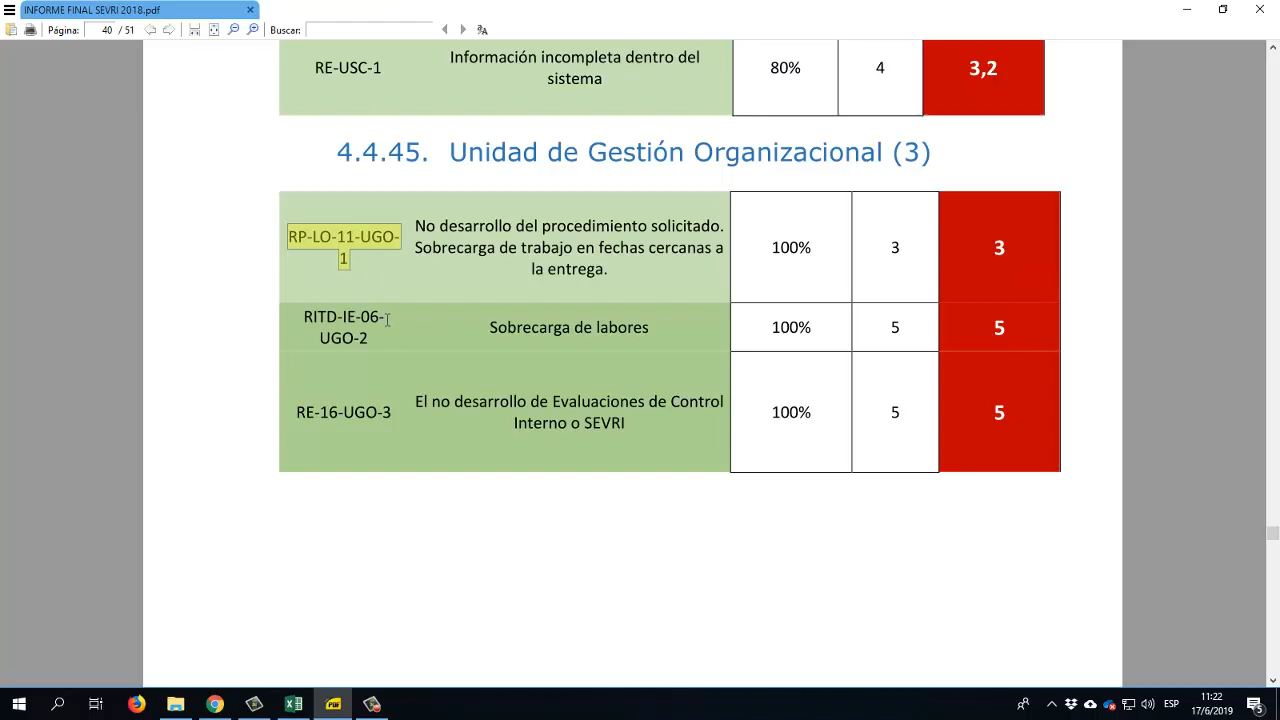 INFORME FINAL SEVRI 2018.pdf
Página: 40 / 51 Buscar:
RE-USC-1 Información incompleta dentro del sistema 80% 4 3,2
4.4.45. Unidad de Gestión Organizacional (3)
RP-LO-11-UGO-1
No desarrollo del procedimiento solicitado.
Sobrecarga de trabajo en fechas cercanas a
la entrega.
100% 3 3
RITD-IE-06-
UGO-2
Sobrecarga de labores 100% 5 5
RE-16-UGO-3
El no desarrollo de Evaluaciones de Control
Interno o SEVRI
100% 5 5
ESP
11:22
17/6/2019